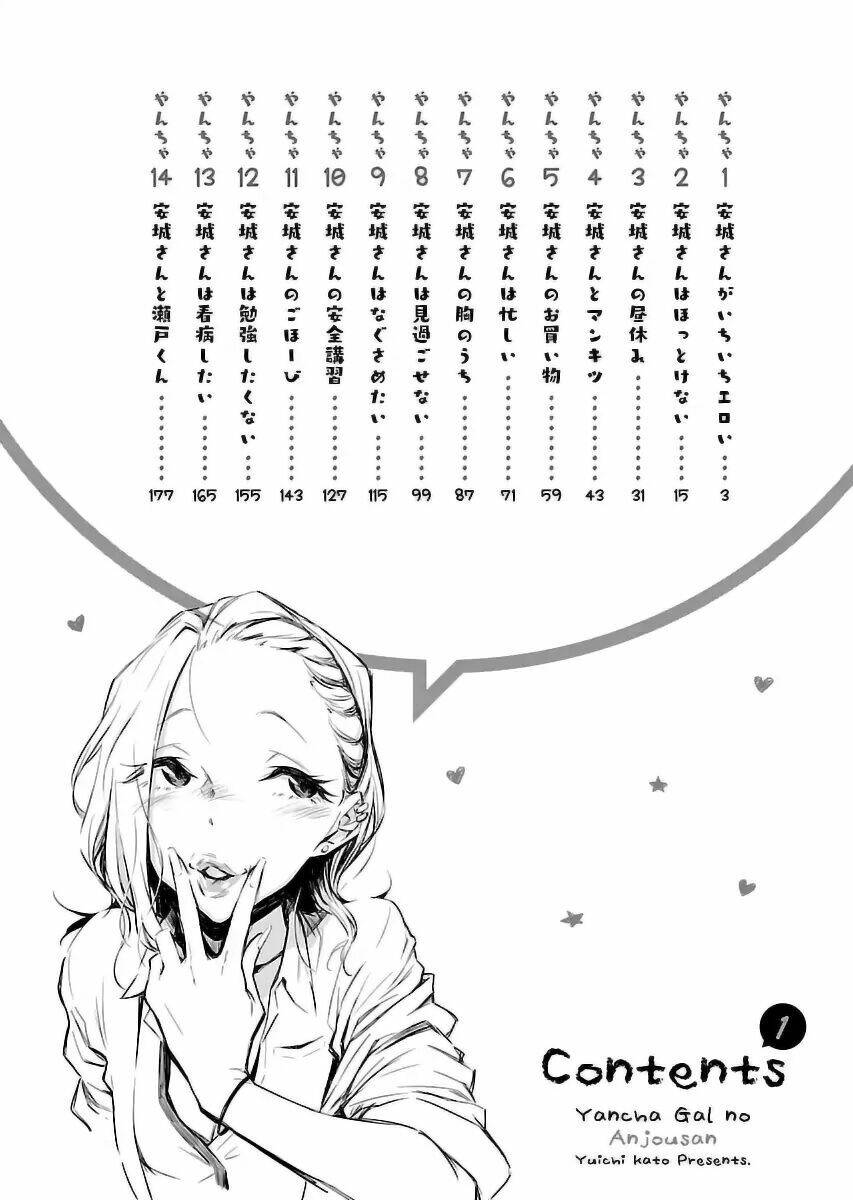 やんちゃ 1 安城さんがいちいちエロい………3
やんちゃ 2 安城さんはほっとけない………15
やんちゃ 3 安城さんの昼休み………31
やんちゃ 4 安城さんとマンキツ………43
やんちゃ 5 安城さんのお買い物………59
やんちゃ 6 安城さんは忙しい………71
やんちゃ 7 安城さんの胸のうち………87
やんちゃ 8 安城さんは見過ごせない………99
やんちゃ 9 安城さんはなぐさめたい………115
やんちゃ 10 安城さんの安全講習………127
やんちゃ 11 安城さんのごほーび………143
やんちゃ 12 安城さんは勉強したくない………155
やんちゃ 13 安城さんは看病したい………165
やんちゃ 14 安城さんと瀬戸くん………177
1
Contents
Yancha Gal no
Anjousan
Yuichi Kato Presents.